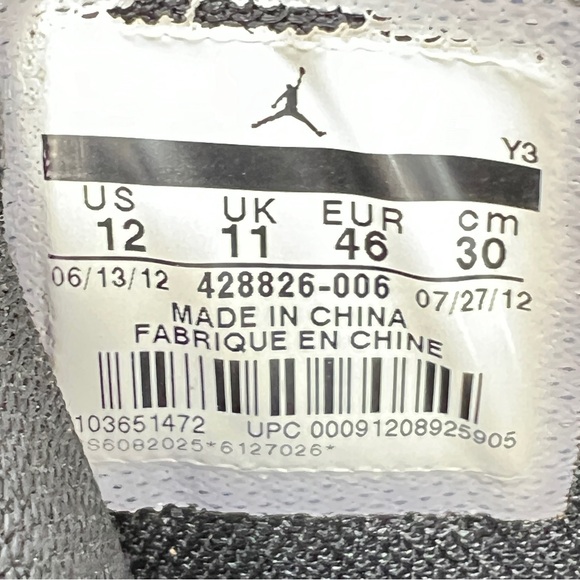 Y3
US UK EUR cm
12 11 46 30
06/13/12 428826-006 07/27/12
MADE IN CHINA
FABRIQUE EN CHINE
103651472 UPC 00091208925905
S6082025*6127026*